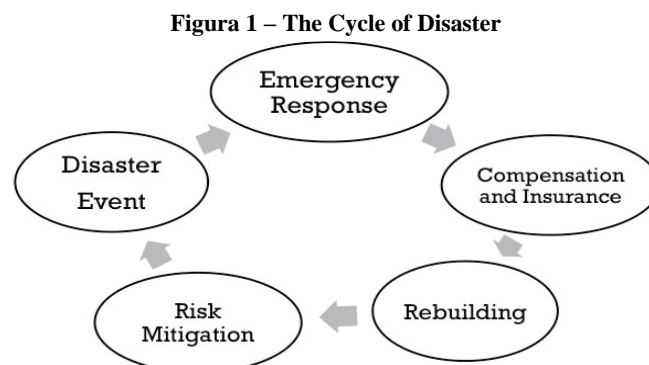 Figura 1 – The Cycle of Disaster
Emergency
Response
Disaster
Event
Compensation
and Insurance
Risk
Mitigation
Rebuilding